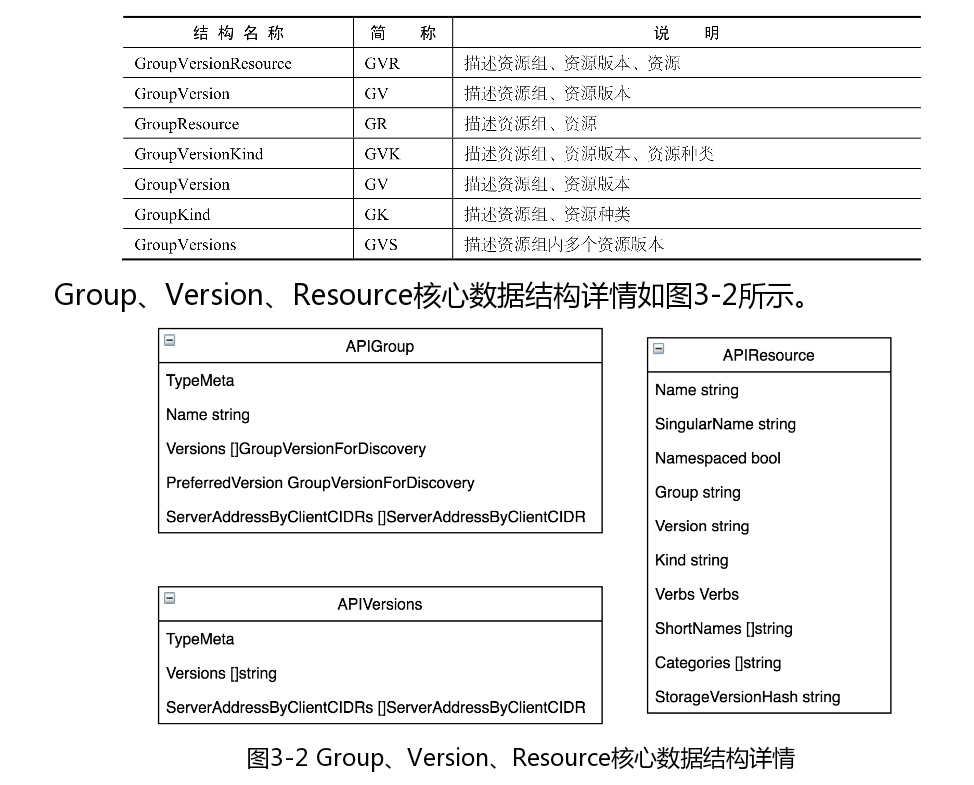 结构名称 简称 说明
GroupVersionResource GVR 描述资源组、资源版本、资源
GroupVersion GV 描述资源组、资源版本
GroupResource GR 描述资源组、资源
GroupVersionKind GVK 描述资源组、资源版本、资源种类
GroupVersion GV 描述资源组、资源版本
GroupKind GK 描述资源组、资源种类
GroupVersions GVS 描述资源组内多个资源版本
Group、Version、Resource核心数据结构详情如图3-2所示。
APIGroup
TypeMeta
Name string
Versions []GroupVersionForDiscovery
PreferredVersion GroupVersionForDiscovery
ServerAddressByClientCIDRs []ServerAddressByClientCIDR
APIVersions
TypeMeta
Versions []string
ServerAddressByClientCIDRs []ServerAddressByClientCIDR
APIResource
Name string
SingularName string
Namespaced bool
Group string
Version string
Kind string
Verbs Verbs
ShortNames []string
Categories []string
StorageVersionHash string
图3-2 Group、Version、Resource核心数据结构详情